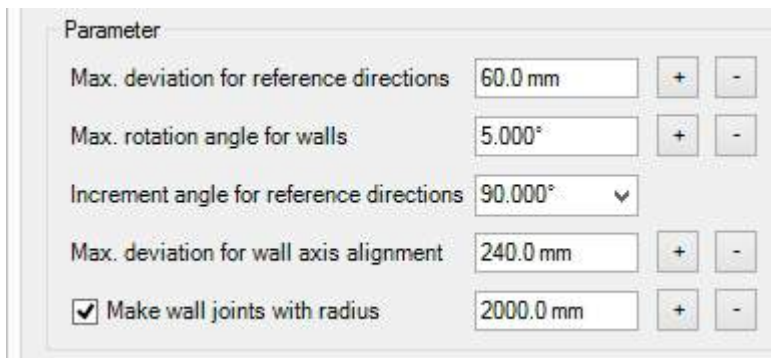 Parameter
Max. deviation for reference directions 60.0 mm + -
Max. rotation angle for walls 5.000° + -
Increment angle for reference directions 90.000°
Max. deviation for wall axis alignment 240.0 mm + -
Make wall joints with radius 2000.0 mm + -